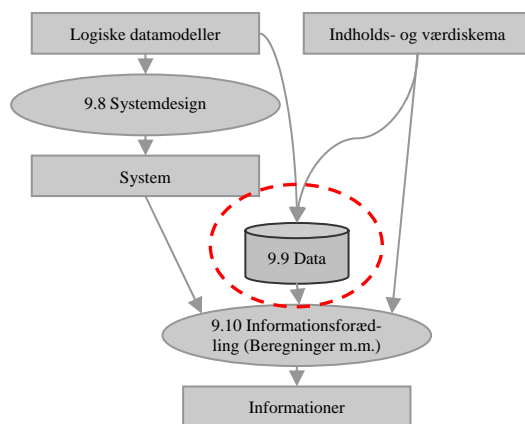 Logiske datamodeller
Indholds- og værdiskema
9.8 Systemdesign
System
9.9 Data
9.10 Informationsforæd-
ling (Beregninger m.m.)
Informationer